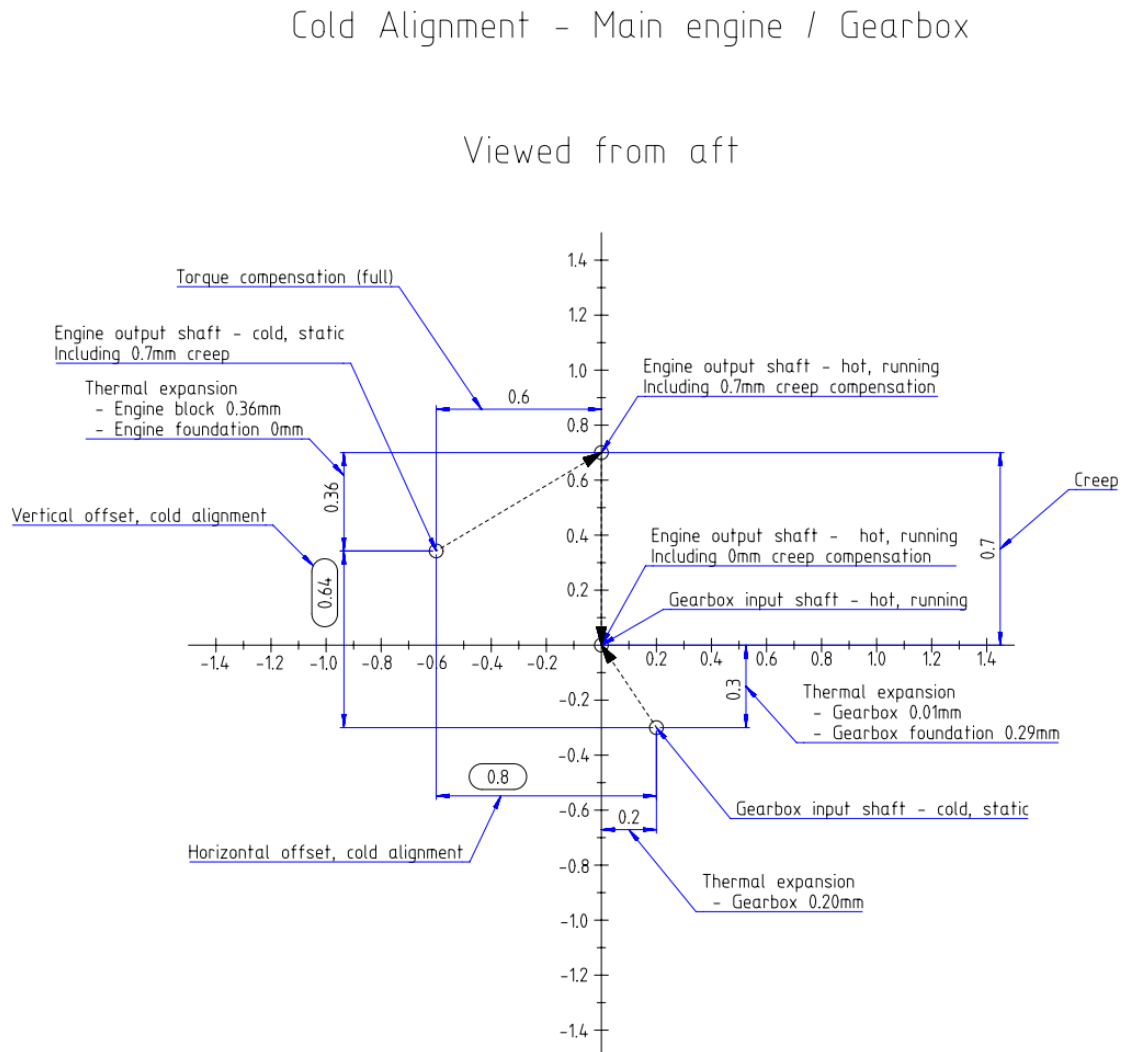 Cold Alignment - Main engine / Gearbox
Viewed from aft
Torque compensation (full)
Engine output shaft - cold, static
Including 0.7mm creep
Thermal expansion
- Engine block 0.36mm
- Engine foundation 0mm
Vertical offset, cold alignment
0.36
0.64
0.6
Engine output shaft - hot, running
Including 0.7mm creep compensation
Creep
0.7
Engine output shaft - hot, running
Including 0mm creep compensation
Gearbox input shaft - hot, running
1.4
1.2
1.0
0.8
0.6
0.4
0.2
-1.4
-1.2
-1.0
-0.8
-0.6
-0.4
-0.2
0.2
0.4
0.6
0.8
1.0
1.2
1.4
-0.2
-0.4
-0.6
-0.8
-1.0
-1.2
-1.4
0.3
Thermal expansion
- Gearbox 0.01mm
- Gearbox foundation 0.29mm
0.8
Horizontal offset, cold alignment
0.2
Gearbox input shaft - cold, static
Thermal expansion
- Gearbox 0.20mm